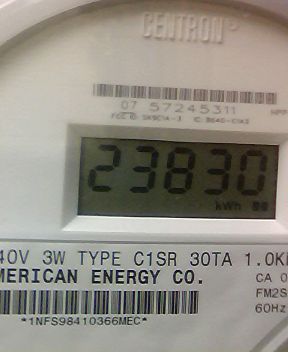 CENTRON®
07 57245311
23830
kWh
40V 3W TYPE C1SR 30TA 1.0K
MERICAN ENERGY CO.
CA 0
FM2S
60Hz
*1NFS98410366MEC*